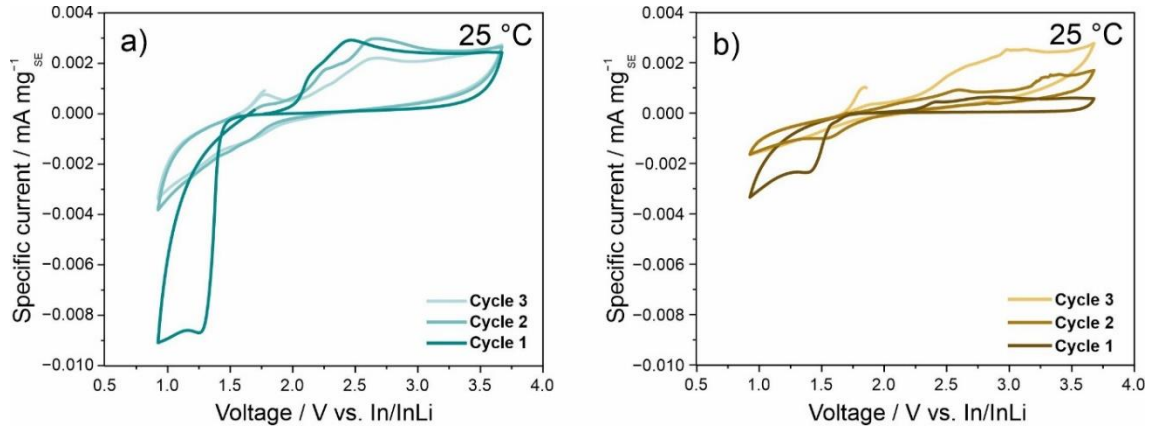 a)
25 °C
0.004
0.002
0.000
−0.002
−0.004
−0.006
−0.008
−0.010
Specific current / mA mg⁻¹ SE
Cycle 3
Cycle 2
Cycle 1
0.5 1.0 1.5 2.0 2.5 3.0 3.5 4.0
Voltage / V vs. In/InLi
b)
25 °C
0.004
0.002
0.000
−0.002
−0.004
−0.006
−0.008
−0.010
Specific current / mA mg⁻¹ SE
Cycle 3
Cycle 2
Cycle 1
0.5 1.0 1.5 2.0 2.5 3.0 3.5 4.0
Voltage / V vs. In/InLi